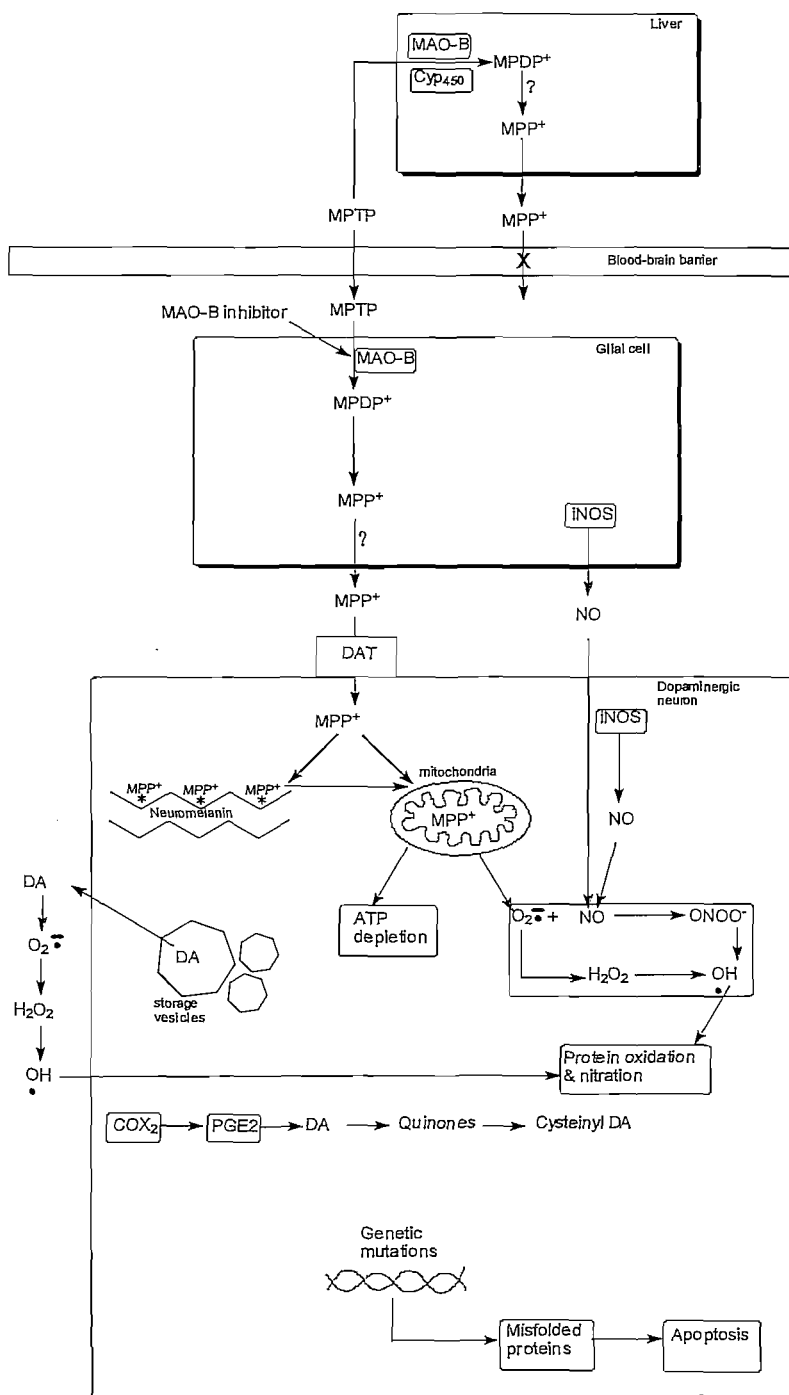 Liver
MAO-B
Cyp450
MPDP+
?
MPP+
MPTP
MPP+
X
Blood-brain barrier
MPTP
MAO-B inhibitor
Glial cell
MAO-B
MPDP+
MPP+
iNOS
?
MPP+
NO
DAT
Dopaminergic
neuron
MPP+
iNOS
mitochondria
MPP+ MPP+ MPP+
* * *
Neuromelanin
MPP+
NO
DA
ATP
depletion
O2•− + NO ONOO-
O2•−
DA
H2O2 OH
•
storage
vesicles
H2O2
Protein oxidation
& nitration
OH
•
COX2 PGE2 DA Quinones Cysteinyl DA
Genetic
mutations
Misfolded
proteins
Apoptosis